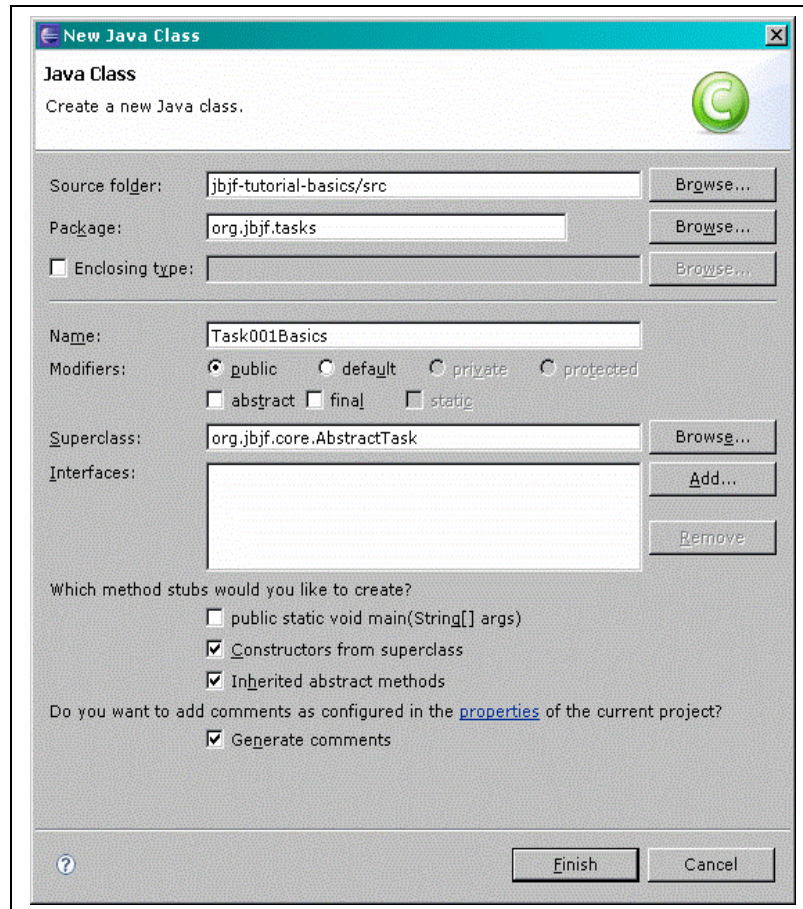 New Java Class
Java Class
Create a new Java class.
Source folder: jbjf-tutorial-basics/src Browse...
Package: org.jbjf.tasks Browse...
Enclosing type: Browse...
Name: Task001Basics
Modifiers: public default private protected
abstract final static
Superclass: org.jbjf.core.AbstractTask Browse...
Interfaces: Add...
Remove
Which method stubs would you like to create?
public static void main(String[] args)
Constructors from superclass
Inherited abstract methods
Do you want to add comments as configured in the properties of the current project?
Generate comments
? Finish Cancel